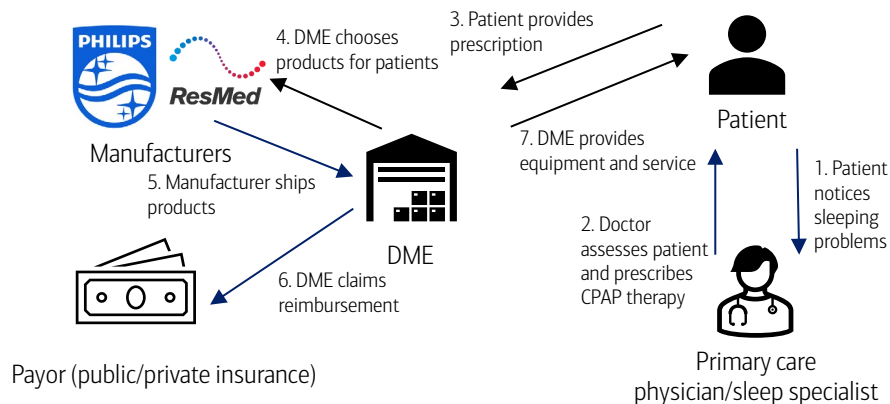 PHILIPS
ResMed
Manufacturers
4. DME chooses
products for patients
3. Patient provides
prescription
Patient
7. DME provides
equipment and service
5. Manufacturer ships
products
DME
1. Patient
notices
sleeping
problems
2. Doctor
assesses patient
and prescribes
CPAP therapy
6. DME claims
reimbursement
Payor (public/private insurance)
Primary care
physician/sleep specialist